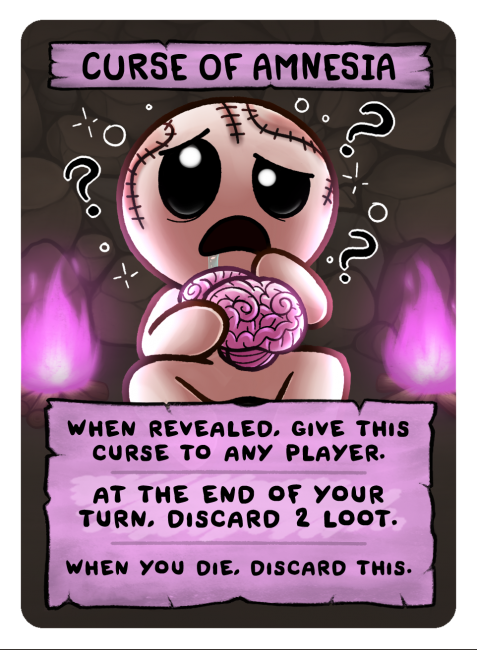 CURSE OF AMNESIA
? ? ?
WHEN REVEALED, GIVE THIS
CURSE TO ANY PLAYER.
AT THE END OF YOUR
TURN, DISCARD 2 LOOT.
WHEN YOU DIE, DISCARD THIS.